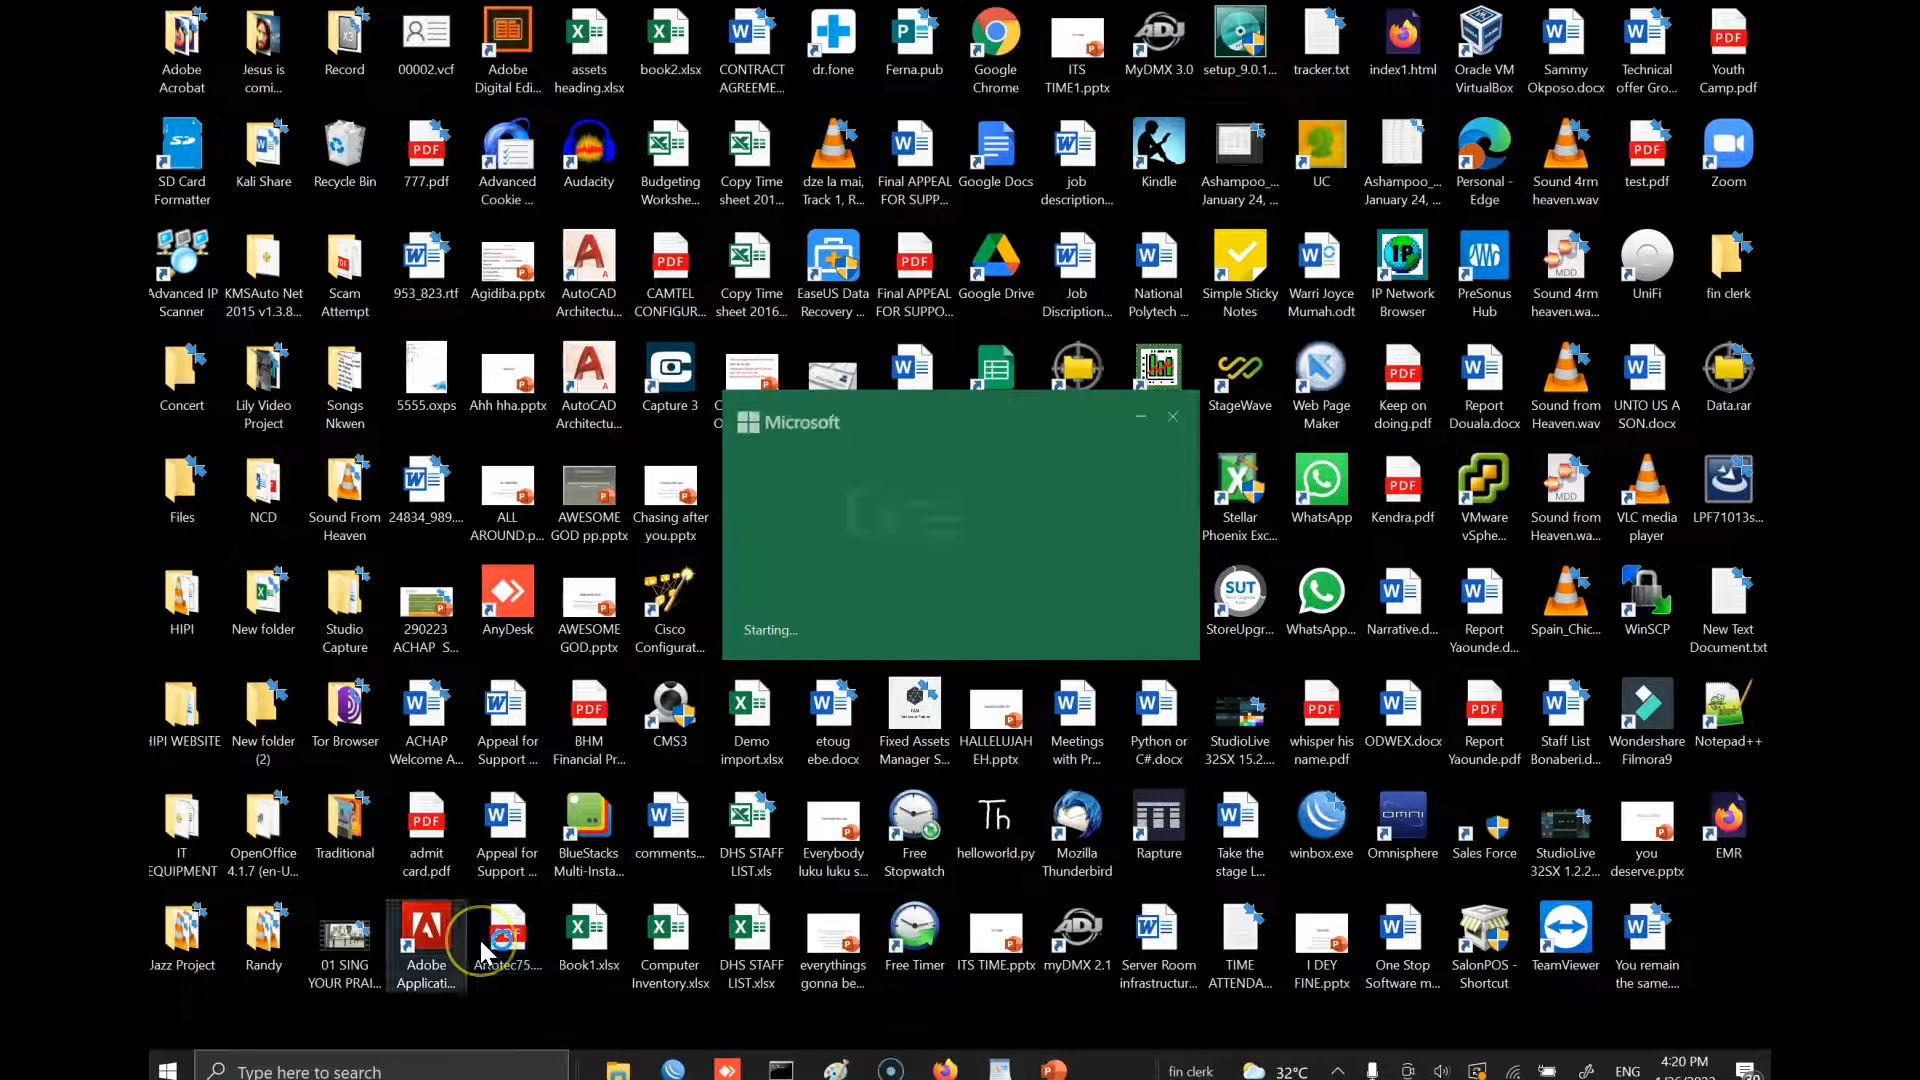 Adobe Acrobat
Jesus is comi...
Record
00002.vcf
Adobe Digital Edi...
assets heading.xlsx
book2.xlsx
CONTRACT AGREEME...
dr.fone
Ferna.pub
Google Chrome
ITS TIME1.pptx
MyDMX 3.0
setup_9.0.1...
tracker.txt
index1.html
Oracle VM VirtualBox
Sammy Okposo.docx
Technical offer Gro...
Youth Camp.pdf
SD Card Formatter
Kali Share
Recycle Bin
777.pdf
Advanced Cookie ...
Audacity
Budgeting Workshe...
Copy Time sheet 201...
dze la mai, Track 1, R...
Final APPEAL FOR SUPP...
Google Docs
job description...
Kindle
Ashampoo_... January 24, ...
UC
Ashampoo_... January 24, ...
Personal - Edge
Sound 4rm heaven.wav
test.pdf
Zoom
Advanced IP Scanner
KMSAuto Net 2015 v1.3.8...
Scam Attempt
953_823.rtf
Agidiba.pptx
AutoCAD Architectu...
CAMTEL CONFIGUR...
Copy Time sheet 2016...
EaseUS Data Recovery ...
Final APPEAL FOR SUPPO...
Google Drive
Job Discription...
National Polytech ...
Simple Sticky Notes
Warri Joyce Mumah.odt
IP Network Browser
PreSonus Hub
Sound 4rm heaven.wa...
UniFi
fin clerk
Concert
Lily Video Project
Songs Nkwen
5555.oxps
Ahh hha.pptx
AutoCAD Architectu...
Capture 3
StageWave
Web Page Maker
Keep on doing.pdf
Report Douala.docx
Sound from Heaven.wav
UNTO US A SON.docx
Data.rar
Microsoft
Starting...
Files
NCD
Sound From Heaven
24834_989....
ALL AROUND.p...
AWESOME GOD pp.pptx
Chasing after you.pptx
Stellar Phoenix Exc...
WhatsApp
Kendra.pdf
VMware vSphe...
Sound from Heaven.wa...
VLC media player
LPF71013s...
HIPI
New folder
Studio Capture
290223 ACHAP S...
AnyDesk
AWESOME GOD.pptx
Cisco Configurat...
SUT
StoreUpgr...
WhatsApp...
Narrative.d...
Report Yaounde.d...
Spain_Chic...
WinSCP
New Text Document.txt
HIPI WEBSITE
New folder (2)
Tor Browser
ACHAP Welcome A...
Appeal for Support ...
BHM Financial Pr...
CMS3
Demo import.xlsx
etoug ebe.docx
Fixed Assets Manager S...
HALLELUJAH EH.pptx
Meetings with Pr...
Python or C#.docx
StudioLive 32SX 15.2....
whisper his name.pdf
ODWEX.docx
Report Yaounde.pdf
Staff List Bonaberi.d...
Wondershare Filmora9
Notepad++
IT EQUIPMENT
OpenOffice 4.1.7 (en-U...
Traditional
admit card.pdf
Appeal for Support ...
BlueStacks Multi-Insta...
comments...
DHS STAFF LIST.xls
Everybody luku luku s...
Free Stopwatch
Th
helloworld.py
Mozilla Thunderbird
Rapture
Take the stage L...
winbox.exe
OMNI
Omnisphere
Sales Force
StudioLive 32SX 1.2.2...
you deserve.pptx
EMR
Jazz Project
Randy
01 SING YOUR PRAI...
Adobe Applicati...
Book1.xlsx
Computer Inventory.xlsx
DHS STAFF LIST.xlsx
everythings gonna be...
Free Timer
ITS TIME.pptx
myDMX 2.1
Server Room infrastructur...
TIME ATTENDA...
I DEY FINE.pptx
One Stop Software m...
SalonPOS - Shortcut
TeamViewer
You remain the same....
Type here to search
fin clerk
32°C
ENG
4:20 PM